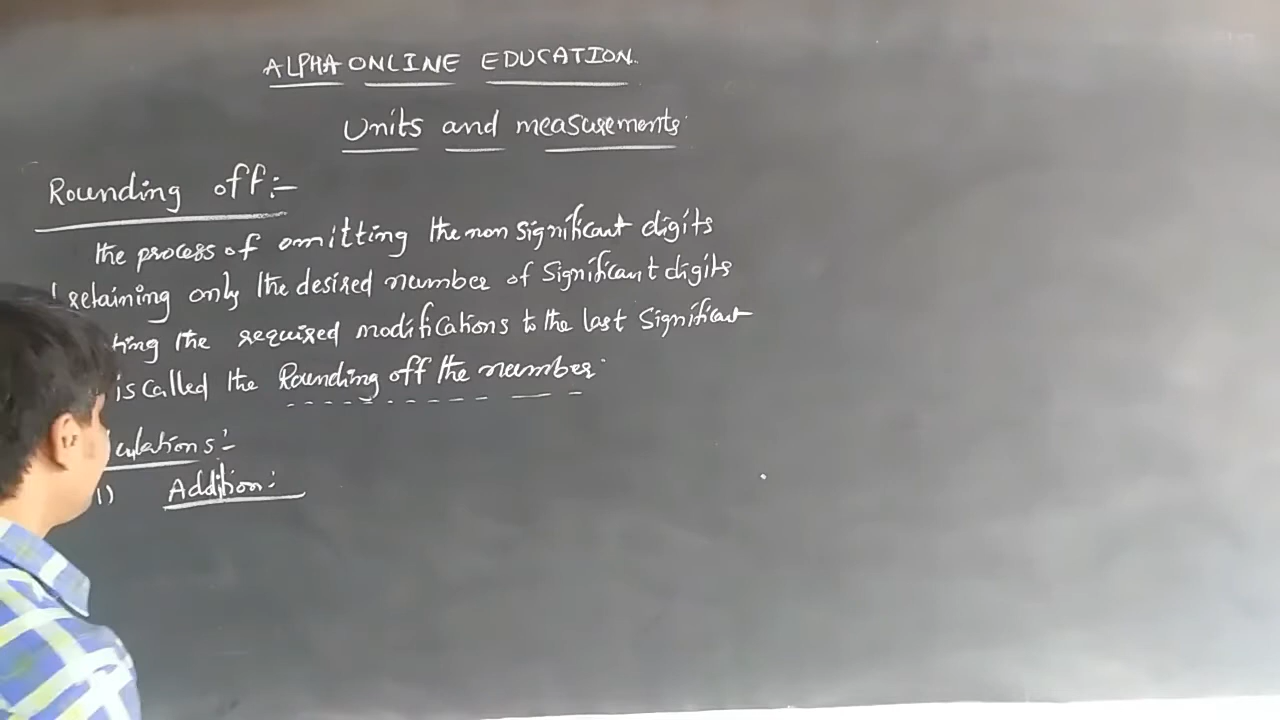 ALPHA ONLINE EDUCATION
Units and measurements
Rounding off:-
the process of omitting the non significant digits
retaining only the desired number of significant digits
the required modifications to the last significant
is called the Rounding off the number.
1) Addition: